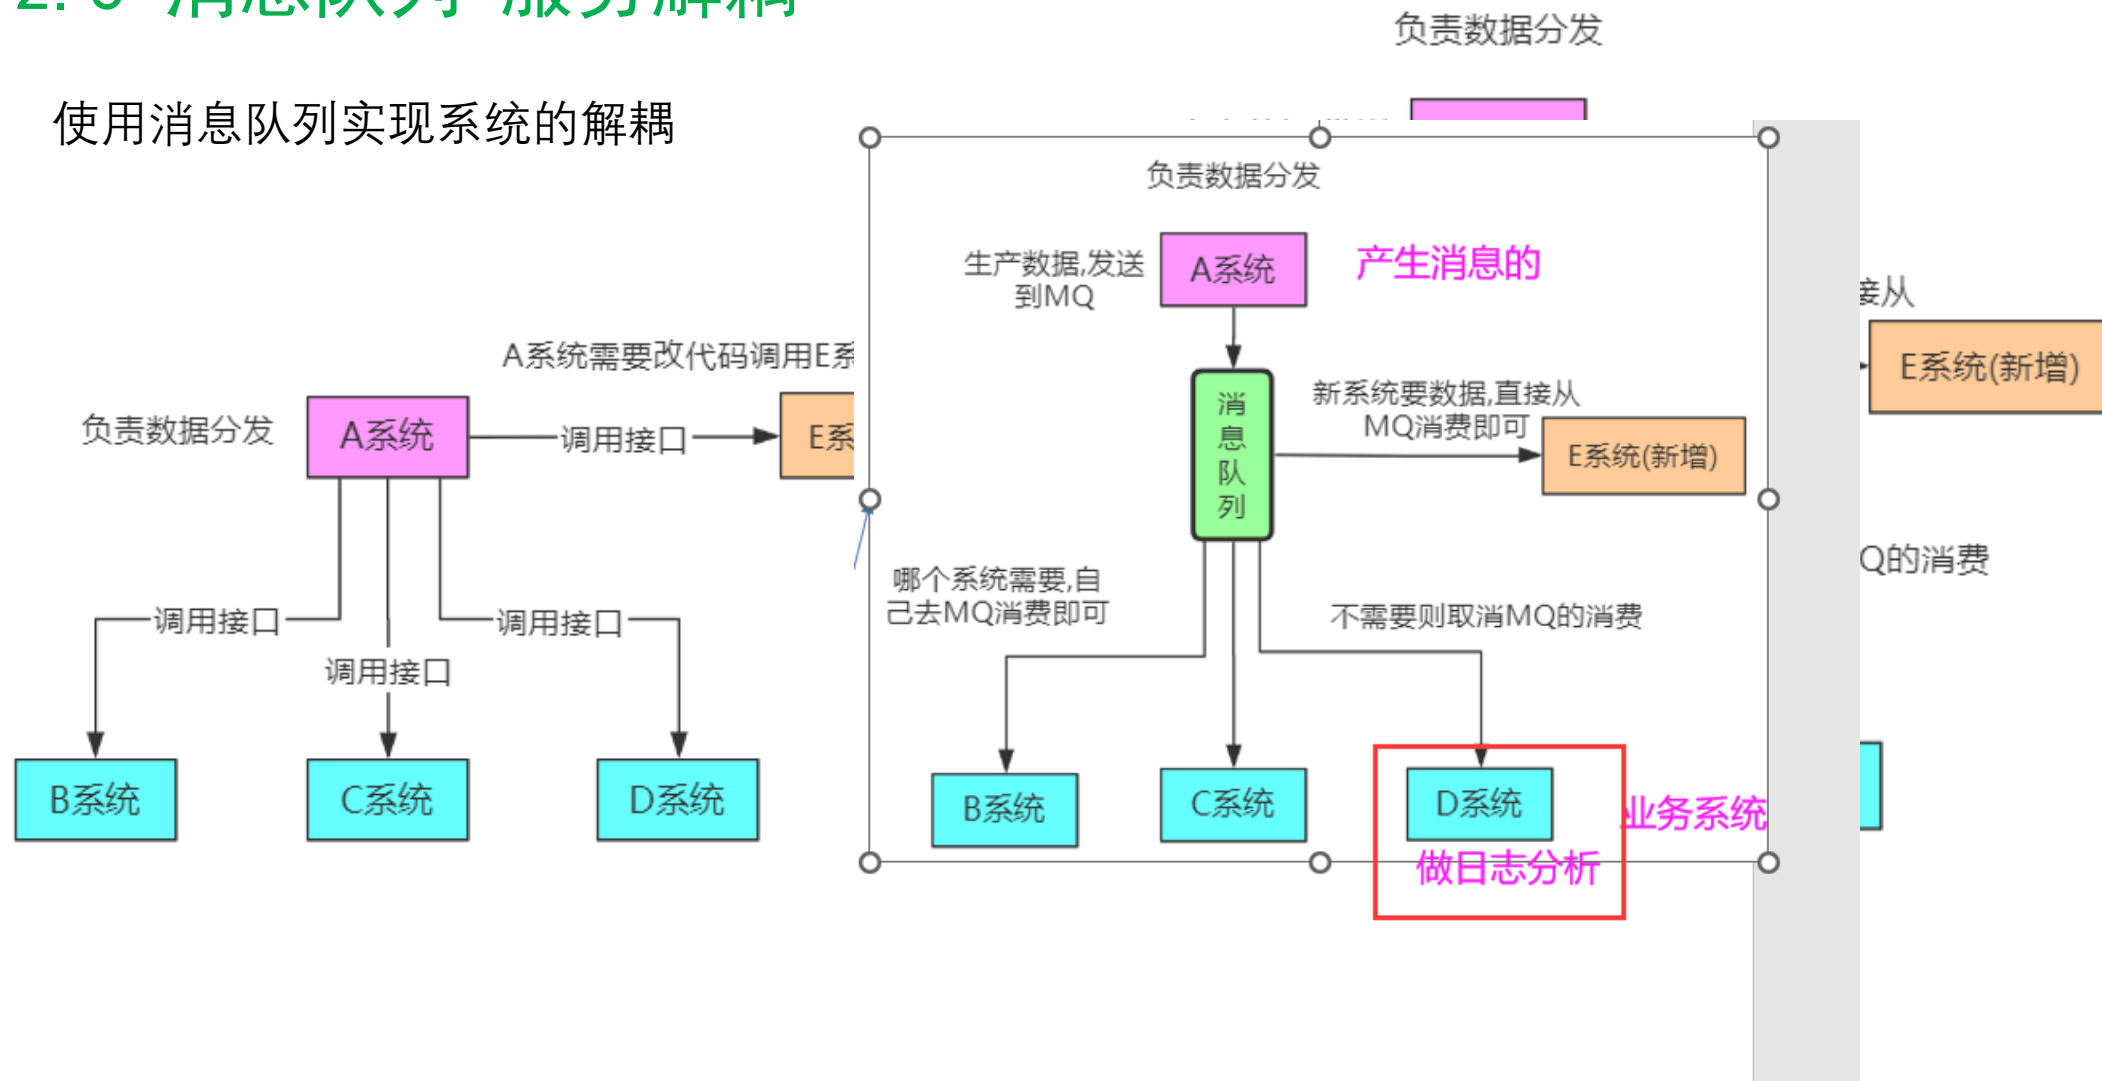 使用消息队列实现系统的解耦
A系统需要改代码调用E系
负责数据分发
A系统
调用接口
E系
调用接口
调用接口
调用接口
B系统
C系统
D系统
负责数据分发
负责数据分发
生产数据,发送
到MQ
A系统
产生消息的
消
息
队
列
新系统要数据,直接从
MQ消费即可
E系统(新增)
哪个系统需要,自
己去MQ消费即可
不需要则取消MQ的消费
B系统
C系统
D系统
业务系统
做日志分析
接从
E系统(新增)
Q的消费